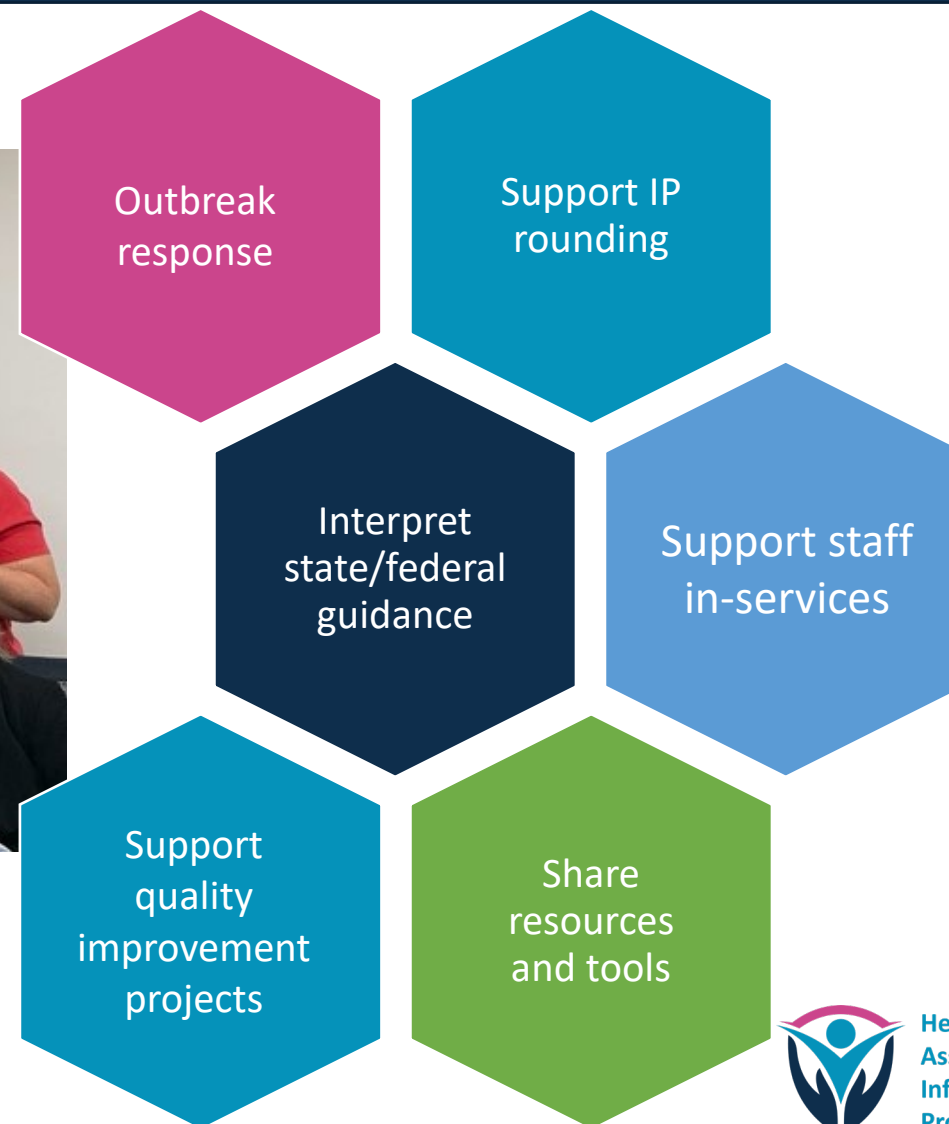 Outbreak
response
Support IP
rounding
Interpret
state/federal
guidance
Support staff
in-services
Support
quality
improvement
projects
Share
resources
and tools